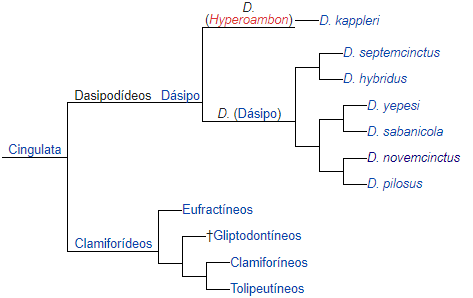 D.
(Hyperoambon)
D. kappleri
D. septemcinctus
Dasipodídeos Dásipo
D. hybridus
D. (Dásipo)
D. yepesi
D. sabanicola
Cingulata
D. novemcinctus
D. pilosus
Eufractíneos
†Gliptodontíneos
Clamiforídeos
Clamiforíneos
Tolipeutíneos